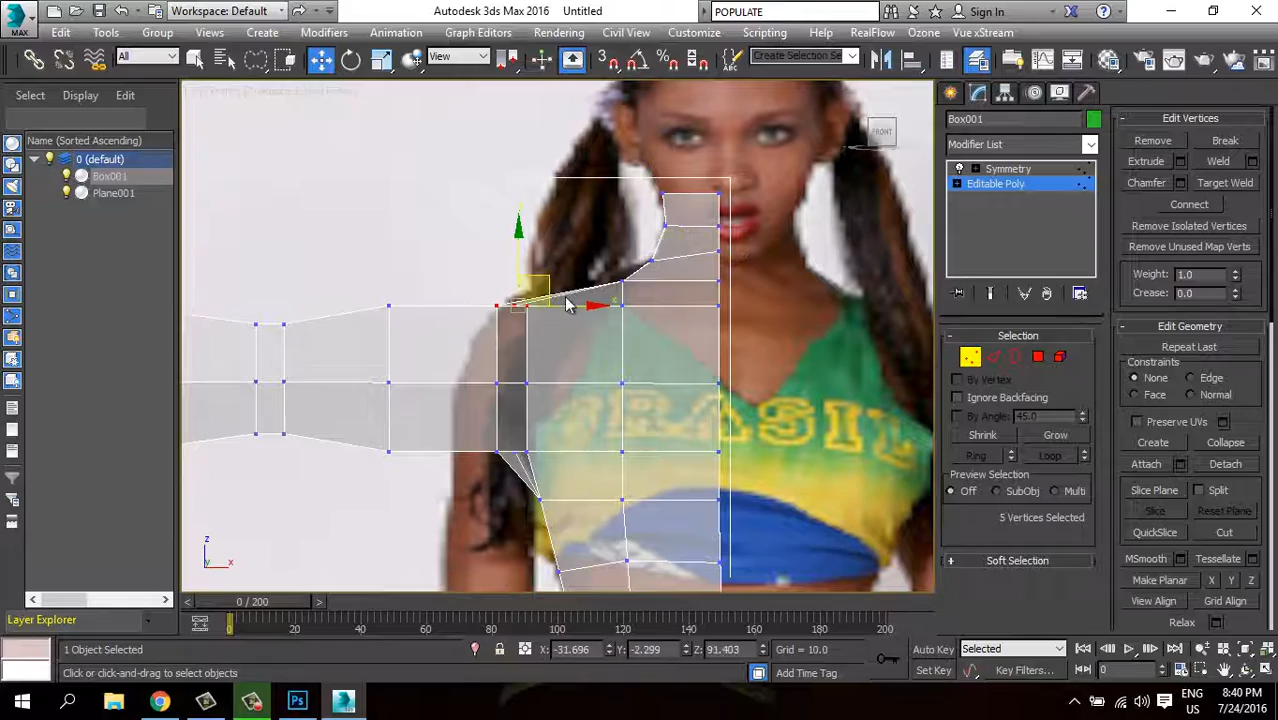 MAX
Workspace: Default
Autodesk 3ds Max 2016    Untitled
POPULATE
Sign In
Edit Tools Group Views Create Modifiers Animation Graph Editors Rendering Civil View Customize Scripting Help RealFlow Ozone Vue xStream
All
View
3
Create Selection Se
Select Display Edit
Name (Sorted Ascending)
0 (default)
Box001
Plane001
FRONT
BRASIL
z
x
y
x
z
y
x
Box001
Modifier List
Symmetry
Editable Poly
Selection
By Vertex
Ignore Backfacing
By Angle: 45.0
Shrink Grow
Ring Loop
Preview Selection
Off SubObj Multi
5 Vertices Selected
Soft Selection
Edit Vertices
Remove Break
Extrude Weld
Chamfer Target Weld
Connect
Remove Isolated Vertices
Remove Unused Map Verts
Weight: 1.0
Crease: 0.0
Edit Geometry
Repeat Last
Constraints
None Edge
Face Normal
Preserve UVs
Create Collapse
Attach Detach
Slice Plane Split
Slice Reset Plane
QuickSlice Cut
MSmooth Tessellate
Make Planar X Y Z
View Align Grid Align
Relax
Layer Explorer
0 / 200
0 20 40 60 80 100 120 140 160 180 200
1 Object Selected
X: -31.696 Y: -2.299 Z: 91.403 Grid = 10.0
Auto Key Selected
Click or click-and-drag to select objects
Add Time Tag
Set Key Key Filters...
0
Ps
MAX
ENG
US
8:40 PM
7/24/2016